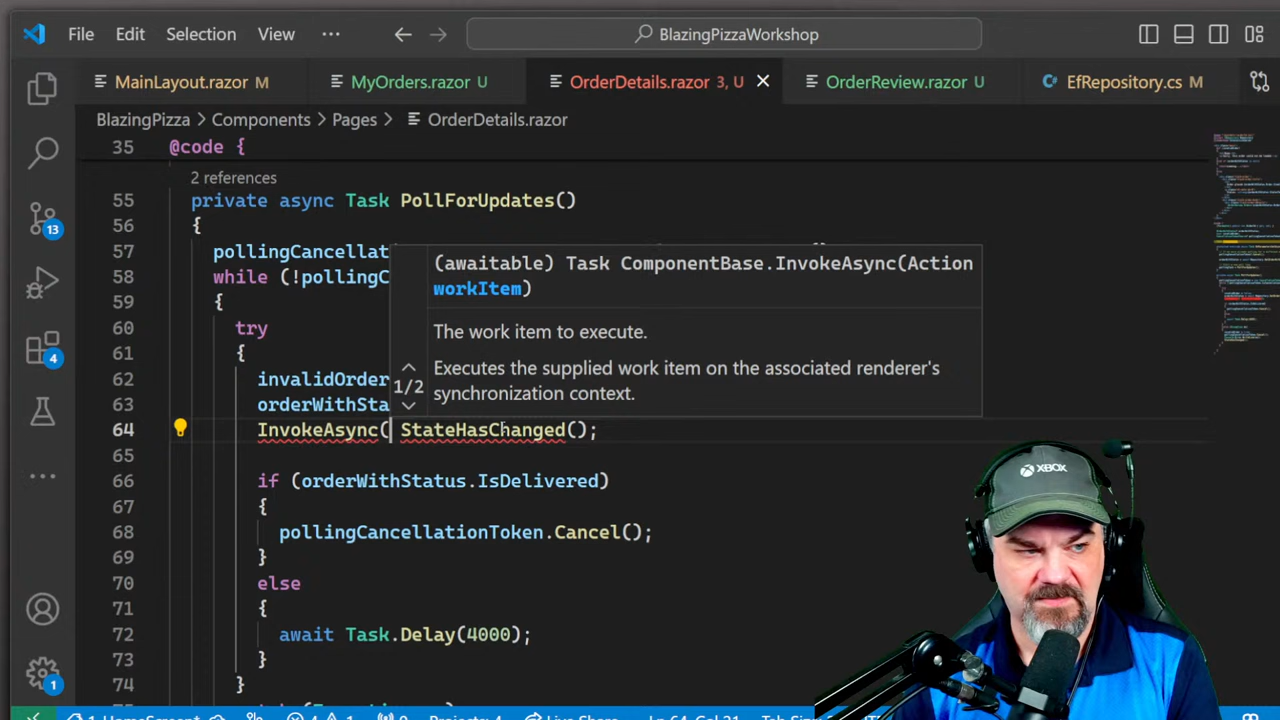 File Edit Selection View ··· BlazingPizzaWorkshop
MainLayout.razor M MyOrders.razor U OrderDetails.razor 3, U OrderReview.razor U EfRepository.cs M
BlazingPizza > Components > Pages > OrderDetails.razor
35 @code {
2 references
55 private async Task PollForUpdates()
56 {
57 pollingCancellat
58 while (!pollingC
59 {
60 try
61 {
62 invalidOrder
63 orderWithSta
64 InvokeAsync( StateHasChanged();
65
66 if (orderWithStatus.IsDelivered)
67 {
68 pollingCancellationToken.Cancel();
69 }
70 else
71 {
72 await Task.Delay(4000);
73 }
74 }
(awaitable) Task ComponentBase.InvokeAsync(Action
workItem)
The work item to execute.
1/2
Executes the supplied work item on the associated renderer's
synchronization context.
13
4
1
XBOX